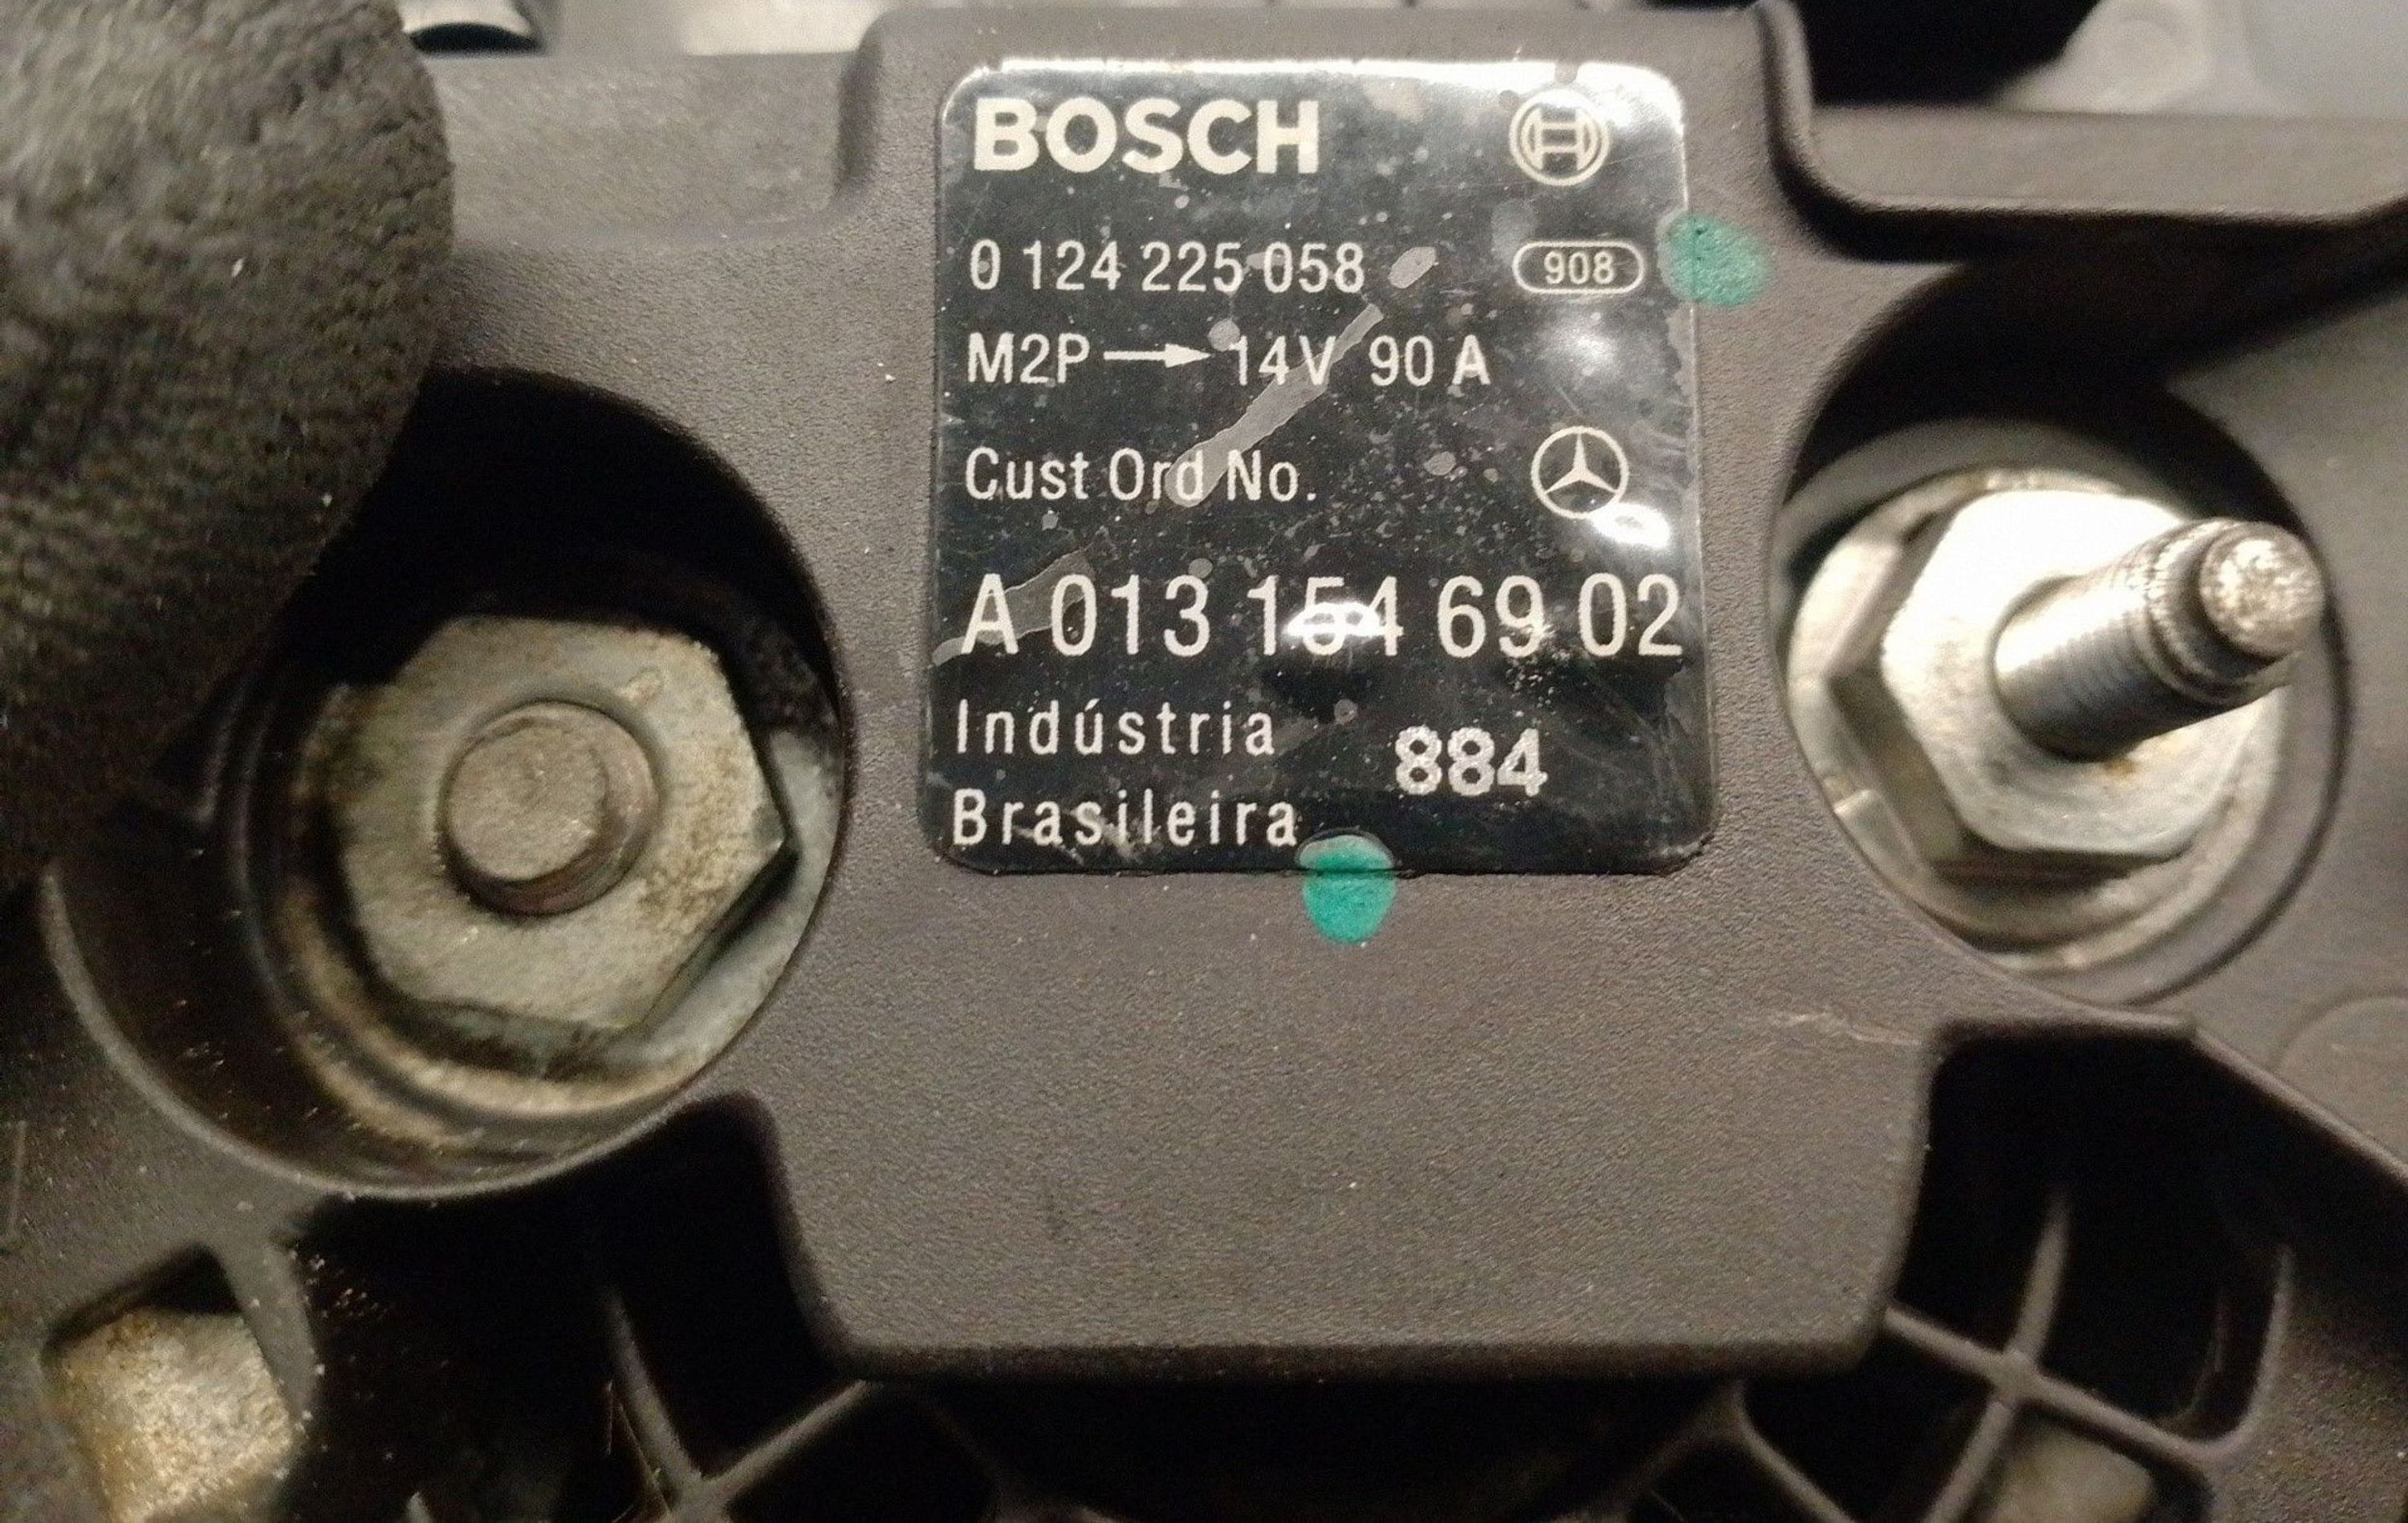 BOSCH
0 124 225 058 908
M2P → 14V 90 A
Cust Ord No.
A 013 154 69 02
Indústria 884
Brasileira